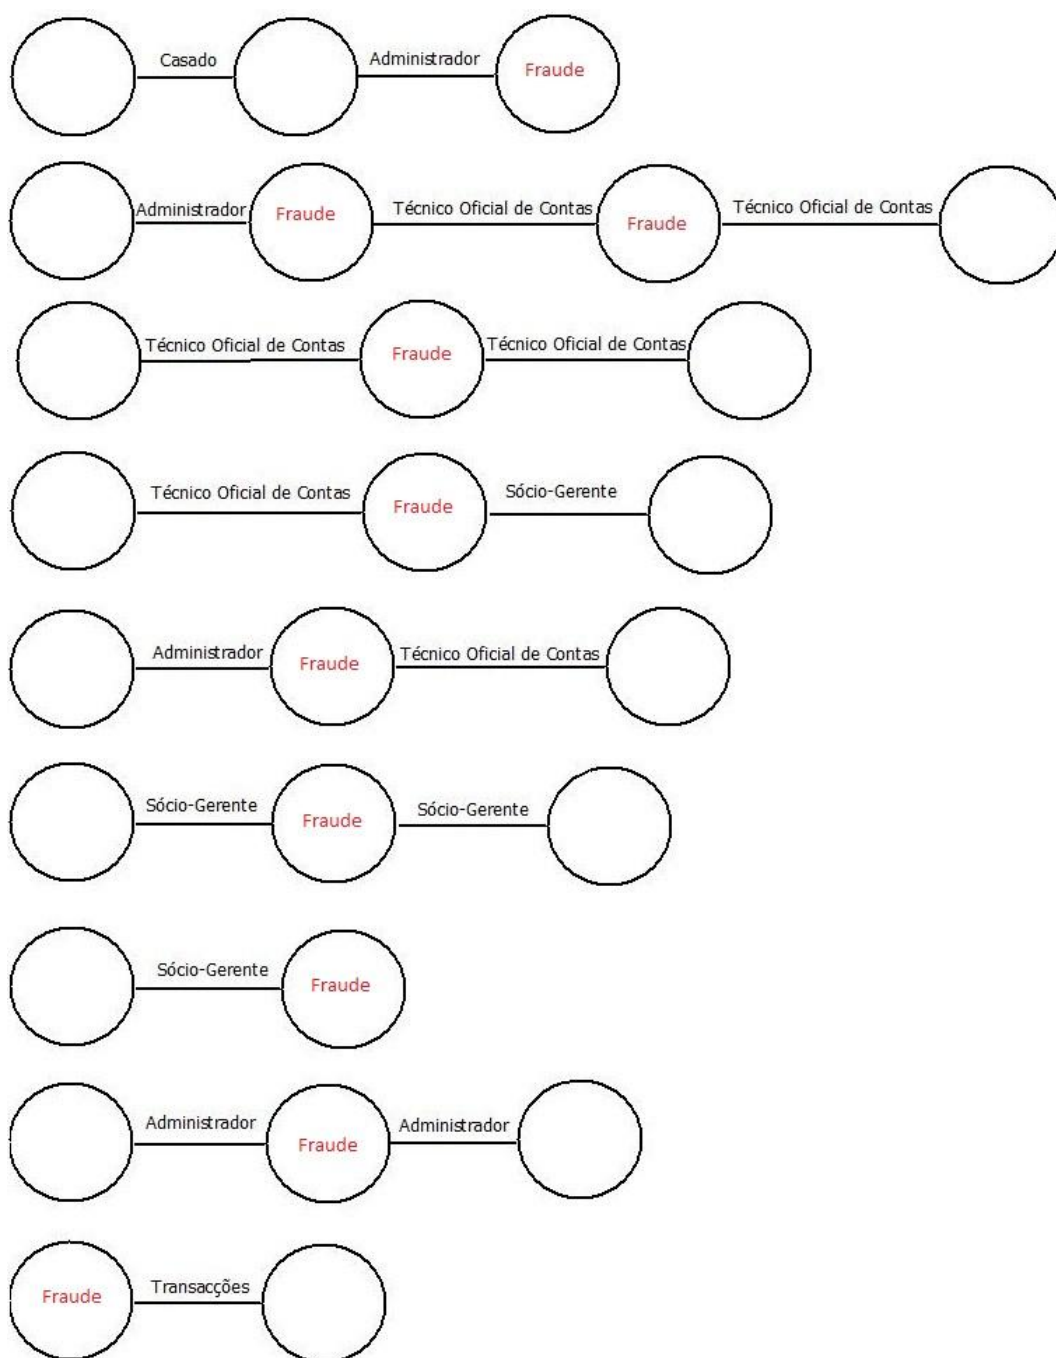 Casado Administrador Fraude
Administrador Fraude Técnico Oficial de Contas Fraude Técnico Oficial de Contas
Técnico Oficial de Contas Fraude Técnico Oficial de Contas
Técnico Oficial de Contas Fraude Sócio-Gerente
Administrador Fraude Técnico Oficial de Contas
Sócio-Gerente Fraude Sócio-Gerente
Sócio-Gerente Fraude
Administrador Fraude Administrador
Fraude Transacções